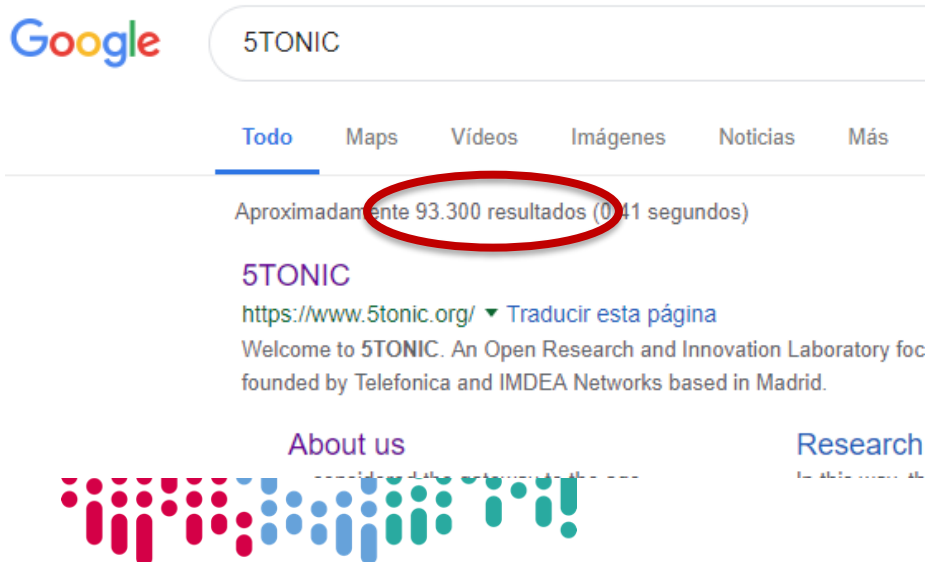 Google
5TONIC
Todo Maps Vídeos Imágenes Noticias Más
Aproximadamente 93.300 resultados (0,41 segundos)
5TONIC
https://www.5tonic.org/ Traducir esta página
Welcome to 5TONIC. An Open Research and Innovation Laboratory foc
founded by Telefonica and IMDEA Networks based in Madrid.
About us Research